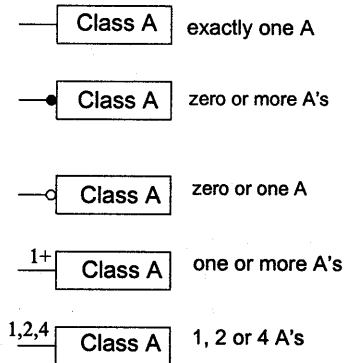 Class A exactly one A
Class A zero or more A's
Class A zero or one A
1+ Class A one or more A's
1,2,4 Class A 1, 2 or 4 A's